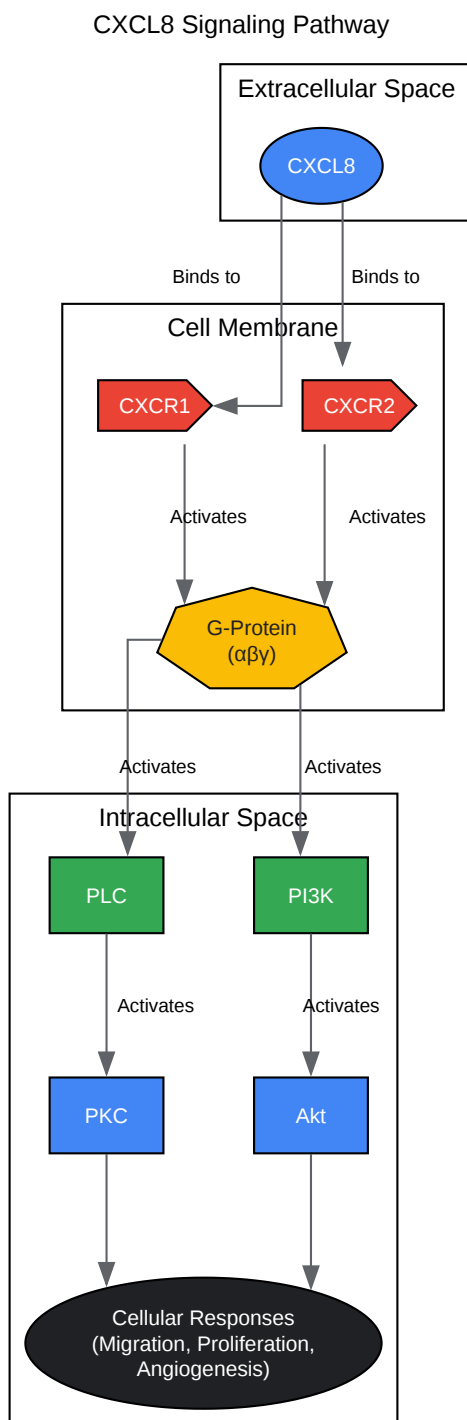 CXCL8 Signaling Pathway
Extracellular Space
CXCL8
Binds to
Binds to
Cell Membrane
CXCR1
CXCR2
Activates
Activates
G-Protein
(αβγ)
Activates
Activates
Intracellular Space
PLC
PI3K
Activates
Activates
PKC
Akt
Cellular Responses
(Migration, Proliferation,
Angiogenesis)